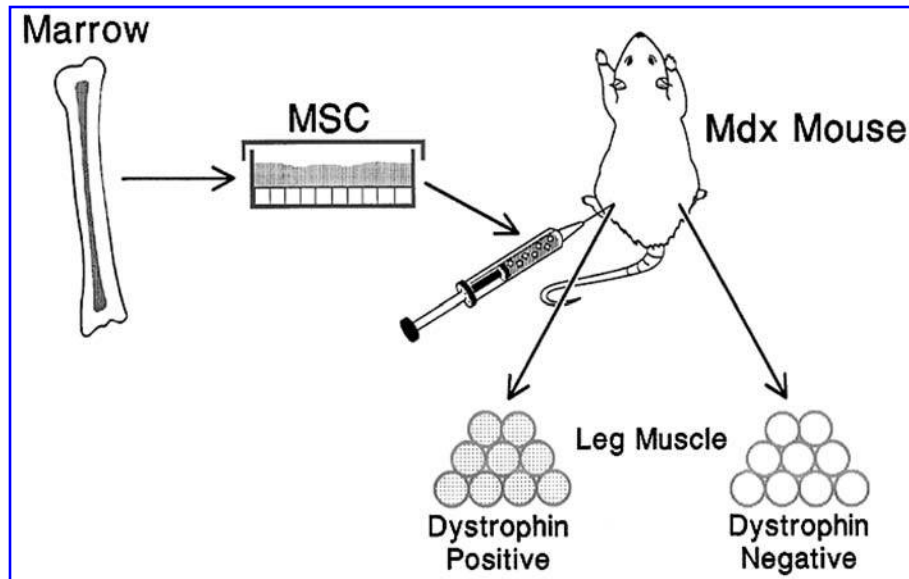 Marrow
MSC
Mdx Mouse
Leg Muscle
Dystrophin
Positive
Dystrophin
Negative